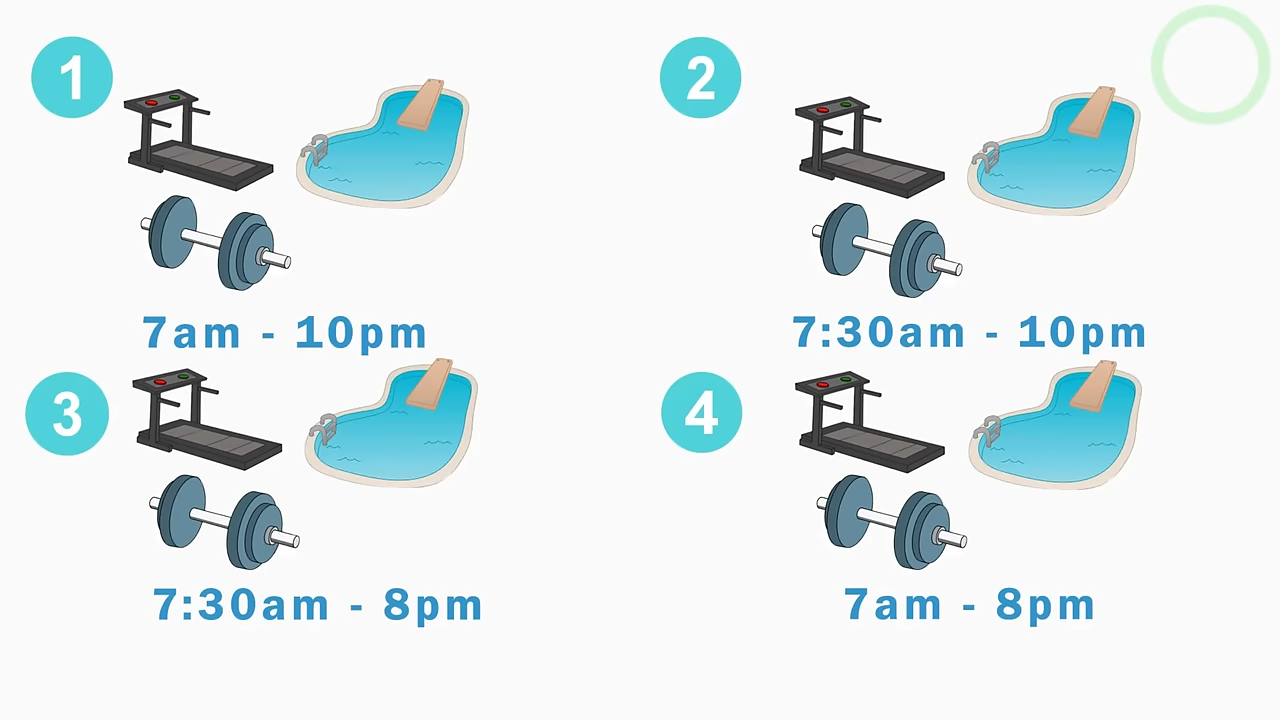 1
2
7am - 10pm
7:30am - 10pm
3
4
7:30am - 8pm
7am - 8pm